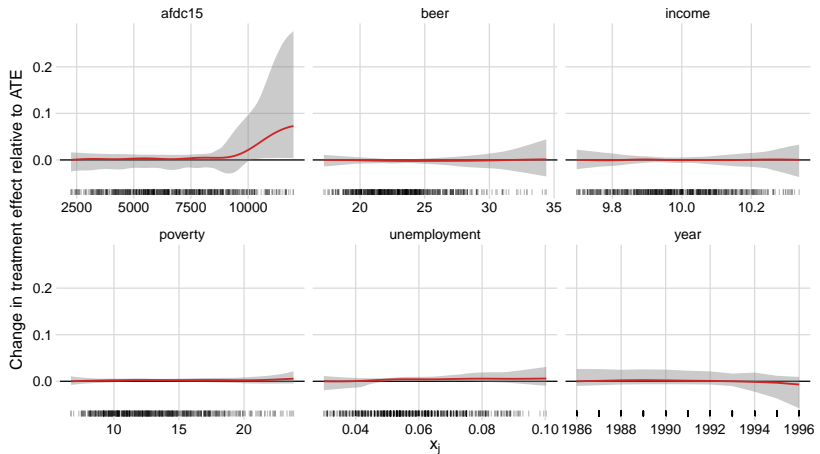 afdc15 beer income
0.2
0.1
0.0
2500 5000 7500 10000 20 25 30 35 9.8 10.0 10.2
poverty unemployment year
0.2
0.1
0.0
10 15 20 0.04 0.06 0.08 0.10 1986 1988 1990 1992 1994 1996
x_j
Change in treatment effect relative to ATE